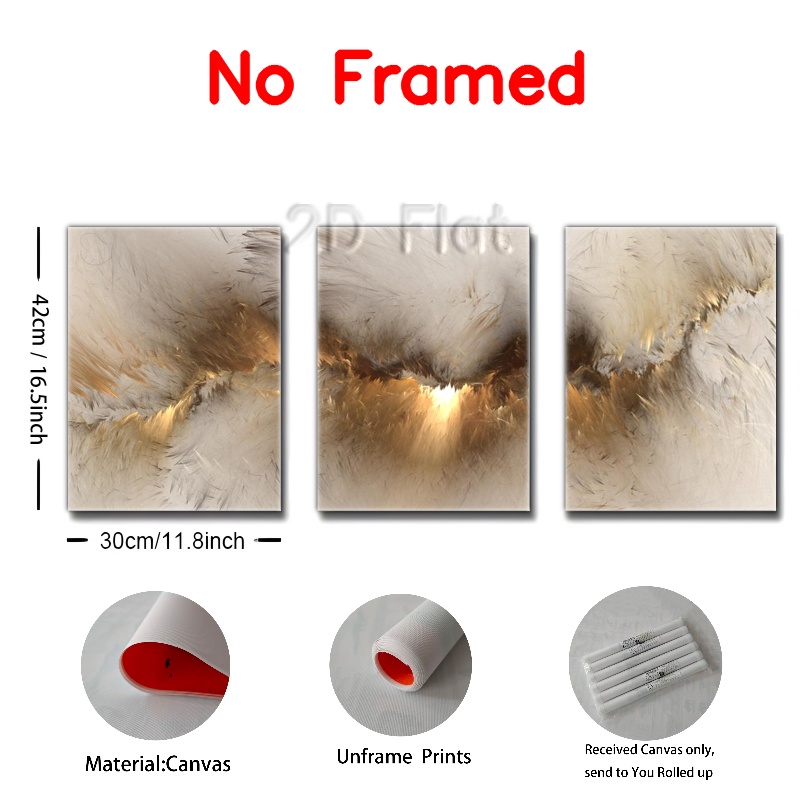 No Framed
2D Flat
42cm / 16.5inch
30cm/11.8inch
Material:Canvas
Unframe Prints
Received Canvas only,
send to You Rolled up